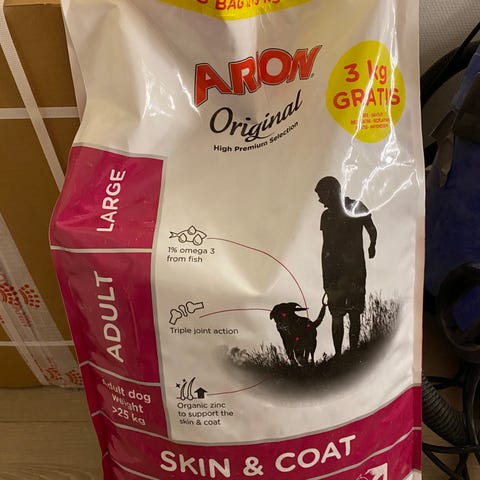 ARION
Original
High Premium Selection
3 kg
GRATIS
LARGE
ADULT
Adult dog
weight
>25 kg
1% omega 3
from fish
Triple joint action
Organic zinc
to support the
skin & coat
SKIN & COAT